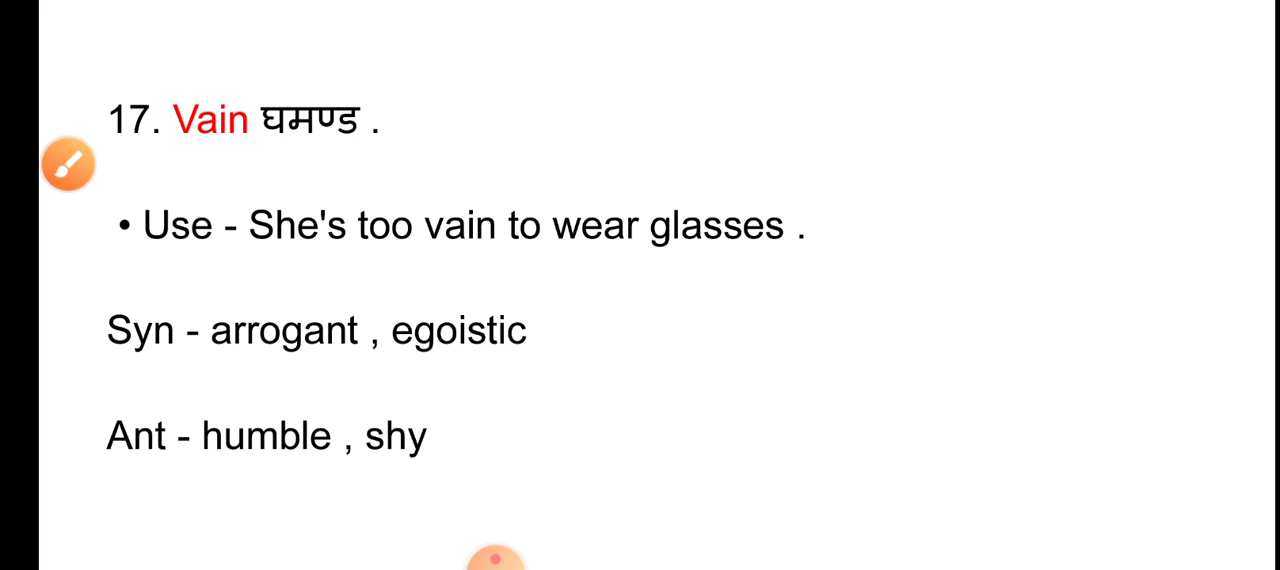 17. Vain घमण्ड .
• Use - She's too vain to wear glasses .
Syn - arrogant , egoistic
Ant - humble , shy